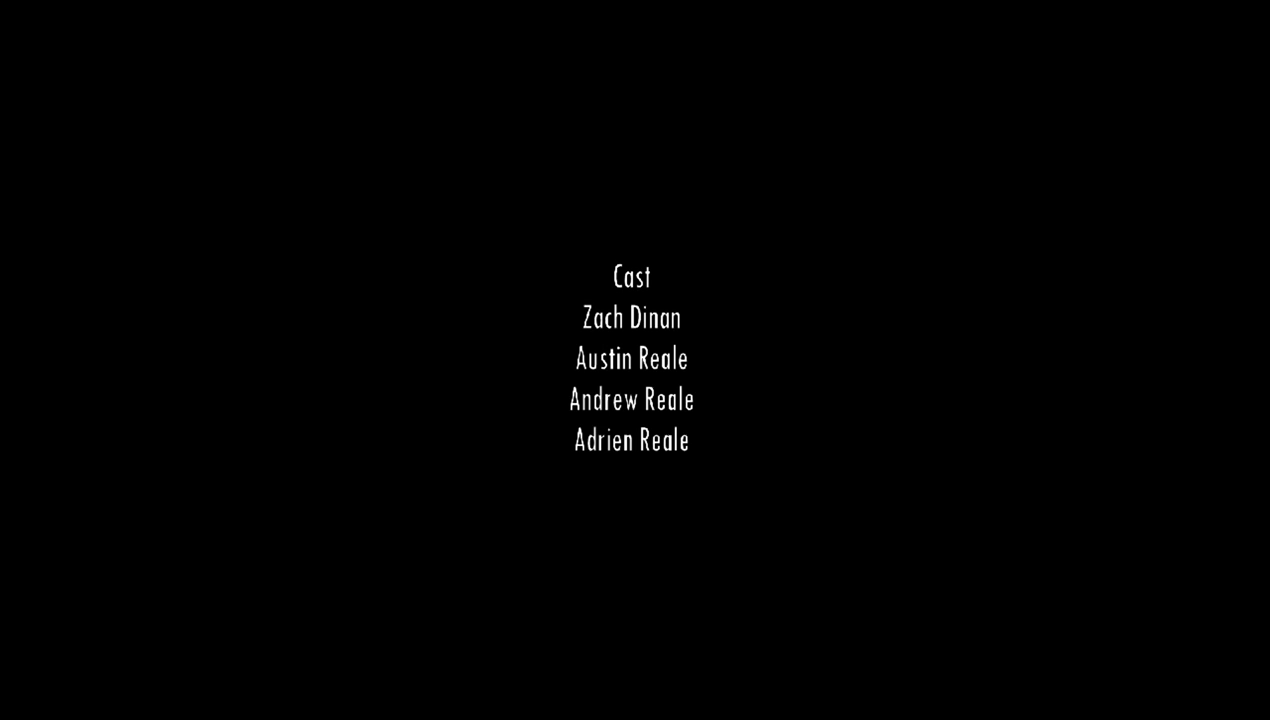 Cast
Zach Dinan
Austin Reale
Andrew Reale
Adrien Reale